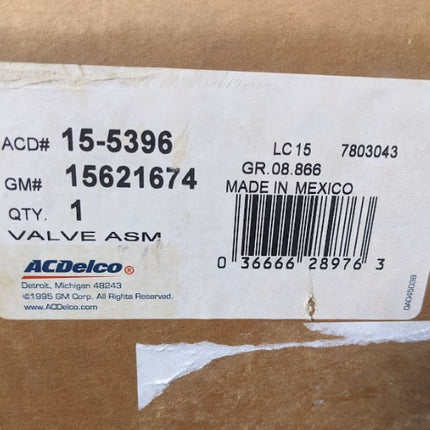 ACD# 15-5396 LC15 7803043
GM# 15621674 GR.08.866
QTY. 1 MADE IN MEXICO
VALVE ASM
0 36666 28976 3
ACDelco®
Detroit, Michigan 48243
©1995 GM Corp. All Rights Reserved.
www.ACDelco.com
0A045038